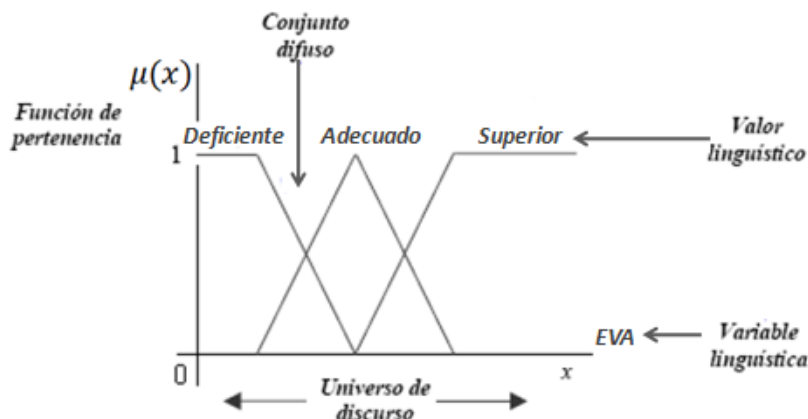 Conjunto
difuso
μ(x)
Función de
pertenencia
Deficiente
Adecuado
Superior
Valor
linguístico
1
EVA
Variable
linguística
0
x
Universo de
discurso